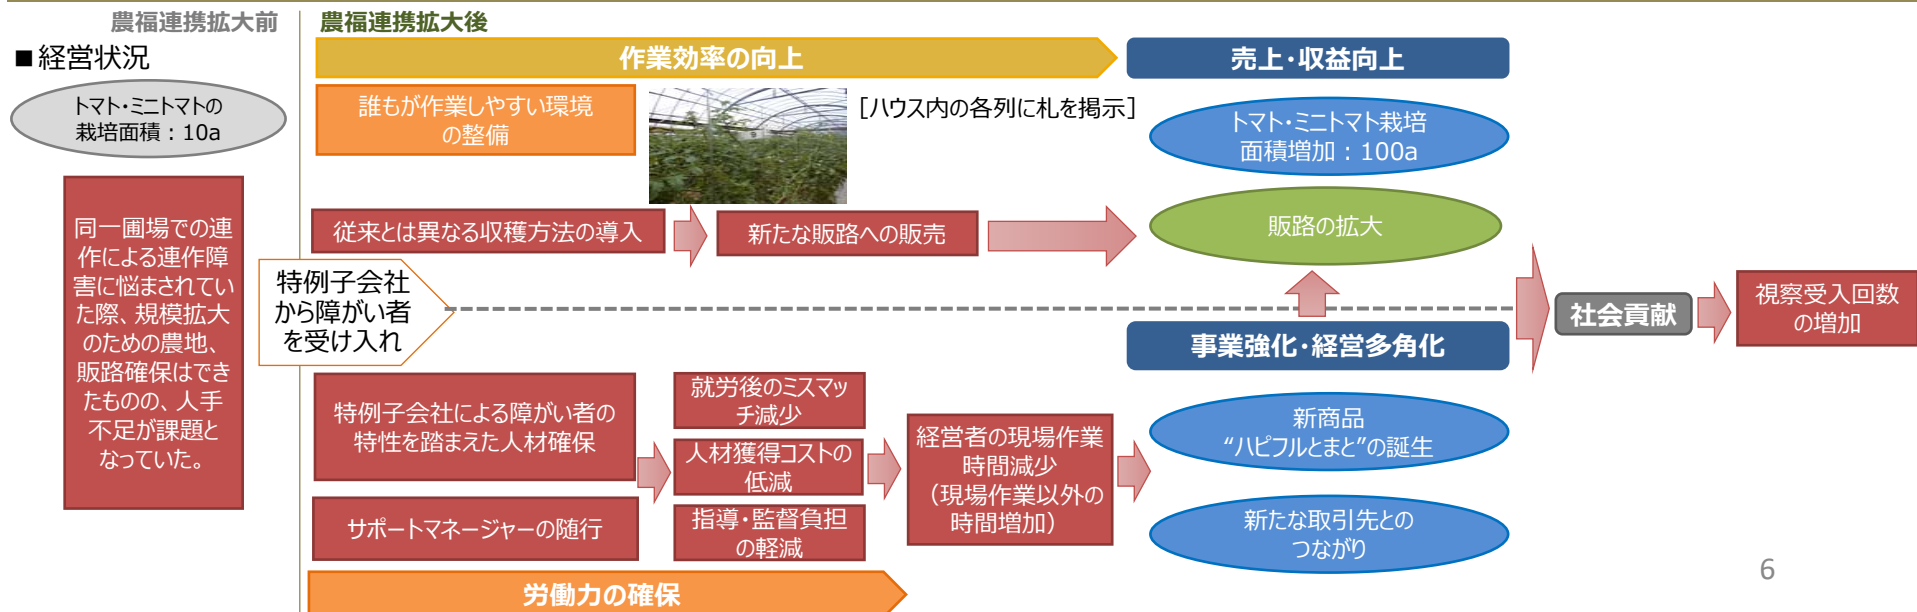 農福連携拡大前
農福連携拡大後
■経営状況
トマト・ミニトマトの
栽培面積：10a
同一圃場での連
作による連作障
害に悩まされてい
た際、規模拡大
のための農地、
販路確保はでき
たものの、人手
不足が課題と
なっていた。
作業効率の向上
誰もが作業しやすい環境
の整備
［ハウス内の各列に札を掲示］
従来とは異なる収穫方法の導入
新たな販路への販売
特例子会社
から障がい者
を受け入れ
特例子会社による障がい者の
特性を踏まえた人材確保
サポートマネージャーの随行
就労後のミスマッ
チ減少
人材獲得コストの
低減
指導・監督負担
の軽減
経営者の現場作業
時間減少
（現場作業以外の
時間増加）
労働力の確保
売上・収益向上
トマト・ミニトマト栽培
面積増加：100a
販路の拡大
事業強化・経営多角化
新商品
“ハピフルとまと”の誕生
新たな取引先との
つながり
社会貢献
視察受入回数
の増加
6